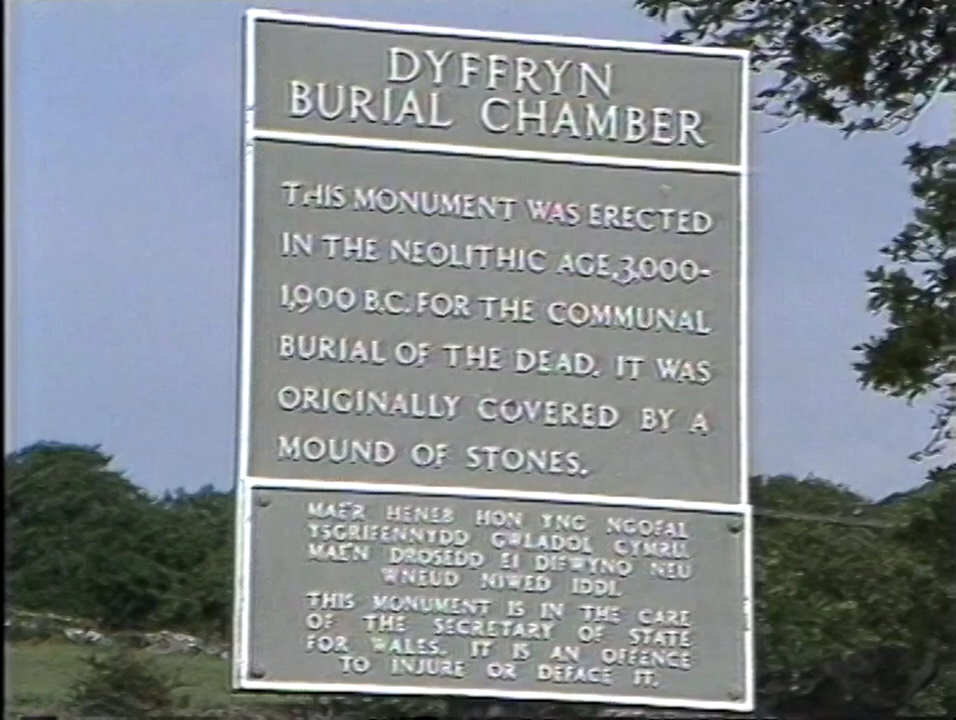 DYFFRYN
BURIAL CHAMBER
THIS MONUMENT WAS ERECTED
IN THE NEOLITHIC AGE,3,000-
1,900 B.C. FOR THE COMMUNAL
BURIAL OF THE DEAD. IT WAS
ORIGINALLY COVERED BY A
MOUND OF STONES.
MAE'R HENEB HON YNG NGOFAL
YSGRIFENNYDD GWLADOL CYMRU.
MAE'N DROSEDD EI DIFWYNO NEU
WNEUD NIWED IDDI.
THIS MONUMENT IS IN THE CARE
OF THE SECRETARY OF STATE
FOR WALES. IT IS AN OFFENCE
TO INJURE OR DEFACE IT.